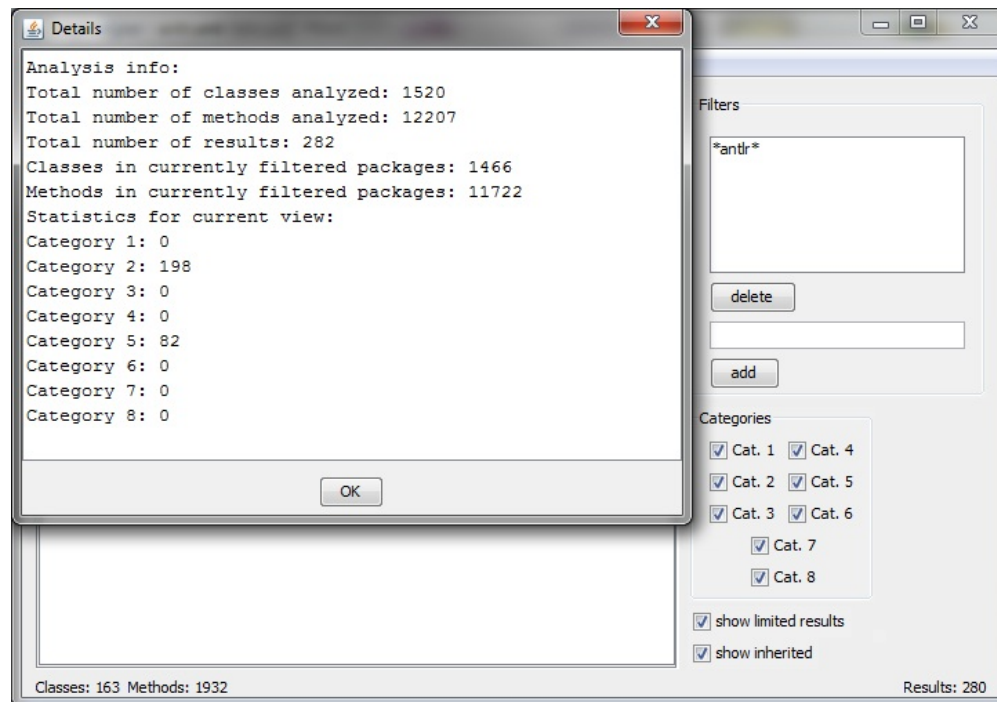 Details
Analysis info:
Total number of classes analyzed: 1520
Total number of methods analyzed: 12207
Total number of results: 282
Classes in currently filtered packages: 1466
Methods in currently filtered packages: 11722
Statistics for current view:
Category 1: 0
Category 2: 198
Category 3: 0
Category 4: 0
Category 5: 82
Category 6: 0
Category 7: 0
Category 8: 0
OK
Filters
*antlr*
delete
add
Categories
Cat. 1 Cat. 4
Cat. 2 Cat. 5
Cat. 3 Cat. 6
Cat. 7
Cat. 8
show limited results
show inherited
Classes: 163 Methods: 1932
Results: 280